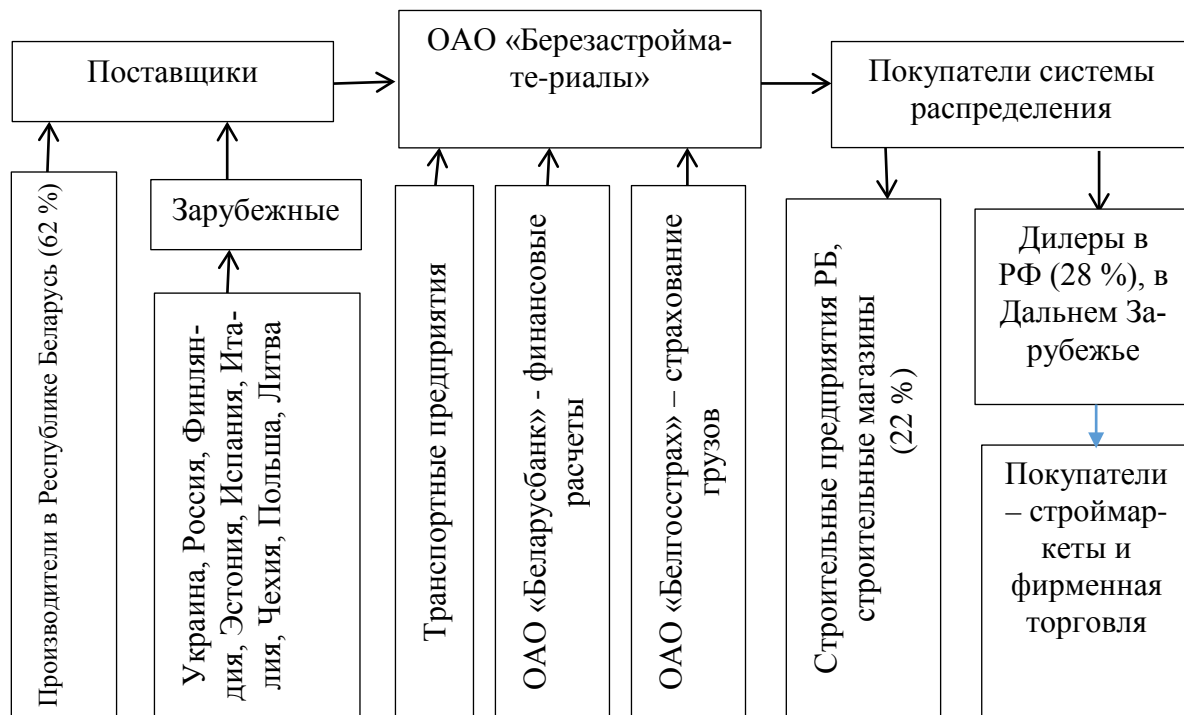 Поставщики
ОАО «Березастройма-
те-риалы»
Покупатели системы
распределения
Производители в Республике Беларусь (62 %)
Зарубежные
Украина, Россия, Финлян-
дия, Эстония, Испания, Ита-
лия, Чехия, Польша, Литва
Транспортные предприятия
ОАО «Беларусбанк» - финансовые
расчеты
ОАО «Белгосстрах» – страхование
грузов
Строительные предприятия РБ,
строительные магазины
(22 %)
Дилеры в
РФ (28 %), в
Дальнем За-
рубежье
Покупатели
– строймар-
кеты и
фирменная
торговля